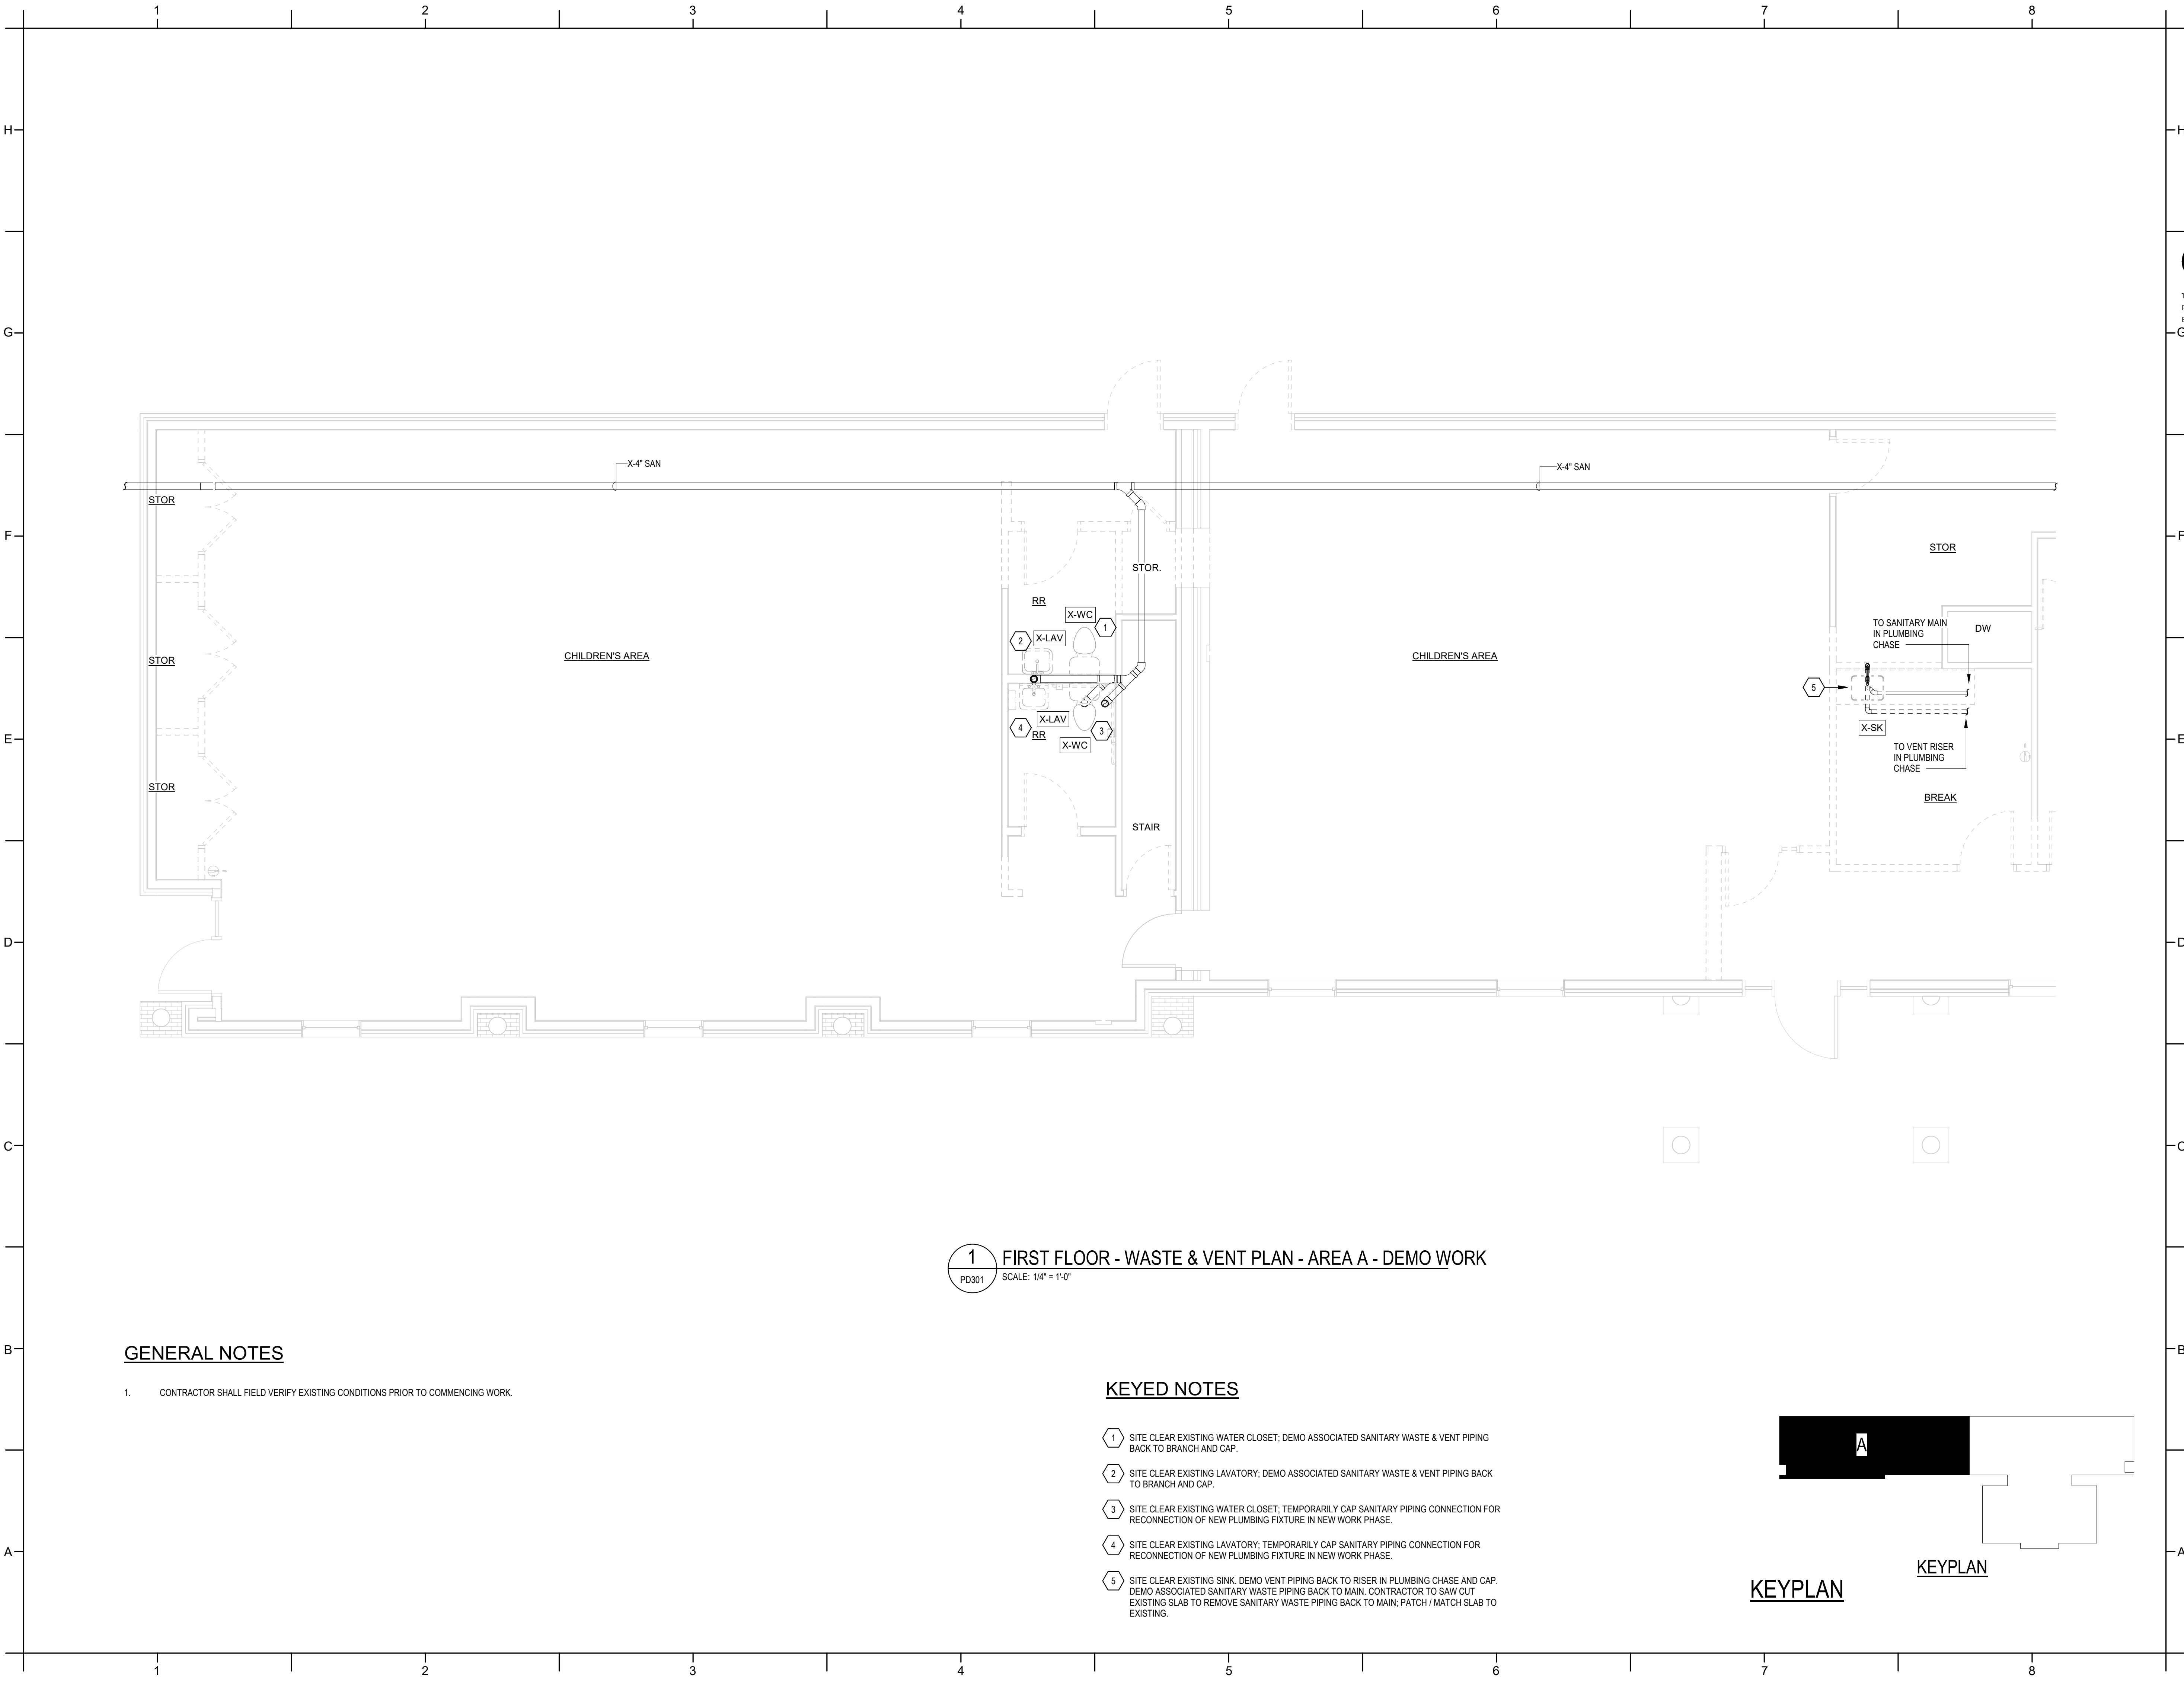 1 2 3 4 5 6 7 8
H H
G G
X-4" SAN
X-4" SAN
STOR
F F
STOR
STOR.
RR
X-WC
1
2
X-LAV
TO SANITARY MAIN
IN PLUMBING
CHASE
DW
STOR
CHILDREN'S AREA
CHILDREN'S AREA
5
X-LAV
4
RR
3
X-WC
X-SK
E E
TO VENT RISER
IN PLUMBING
CHASE
STOR
BREAK
STAIR
D D
C C
1
PD301
FIRST FLOOR - WASTE & VENT PLAN - AREA A - DEMO WORK
SCALE: 1/4" = 1'-0"
B B
GENERAL NOTES
1. CONTRACTOR SHALL FIELD VERIFY EXISTING CONDITIONS PRIOR TO COMMENCING WORK.
KEYED NOTES
1 SITE CLEAR EXISTING WATER CLOSET; DEMO ASSOCIATED SANITARY WASTE & VENT PIPING
BACK TO BRANCH AND CAP.
2 SITE CLEAR EXISTING LAVATORY; DEMO ASSOCIATED SANITARY WASTE & VENT PIPING BACK
TO BRANCH AND CAP.
3 SITE CLEAR EXISTING WATER CLOSET; TEMPORARILY CAP SANITARY PIPING CONNECTION FOR
RECONNECTION OF NEW PLUMBING FIXTURE IN NEW WORK PHASE.
4 SITE CLEAR EXISTING LAVATORY; TEMPORARILY CAP SANITARY PIPING CONNECTION FOR
RECONNECTION OF NEW PLUMBING FIXTURE IN NEW WORK PHASE.
5 SITE CLEAR EXISTING SINK. DEMO VENT PIPING BACK TO RISER IN PLUMBING CHASE AND CAP.
DEMO ASSOCIATED SANITARY WASTE PIPING BACK TO MAIN. CONTRACTOR TO SAW CUT
EXISTING SLAB TO REMOVE SANITARY WASTE PIPING BACK TO MAIN; PATCH / MATCH SLAB TO
EXISTING.
A
A A
KEYPLAN
KEYPLAN
1 2 3 4 5 6 7 8